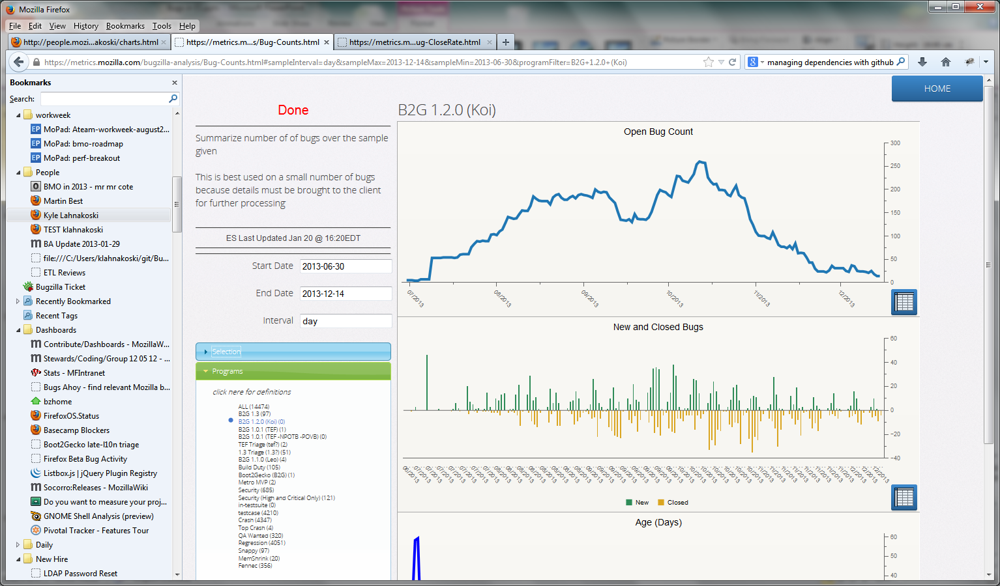 Mozilla Firefox
File Edit View History Bookmarks Tools Help
http://people.mozi...akoski/charts.html
https://metrics.m...s/Bug-Counts.html
https://metrics.m...ug-CloseRate.html
https://metrics.mozilla.com/bugzilla-analysis/Bug-Counts.html#sampleInterval=day&sampleMax=2013-12-14&sampleMin=2013-06-30&programFilter=B2G+1.2.0+(Koi)
managing dependencies with github
Bookmarks
Search:
workweek
MoPad: Ateam-workweek-august2...
MoPad: bmo-roadmap
MoPad: perf-breakout
People
BMO in 2013 - mr mr cote
Martin Best
Kyle Lahnakoski
TEST klahnakoski
BA Update 2013-01-29
file:///C:/Users/klahnakoski/git/Bu...
ETL Reviews
Bugzilla Ticket
Recently Bookmarked
Recent Tags
Dashboards
Contribute/Dashboards - MozillaW...
Stewards/Coding/Group 12 05 12 - ...
Stats - MFIntranet
Bugs Ahoy - find relevant Mozilla b...
bzhome
FirefoxOS.Status
Basecamp Blockers
Boot2Gecko late-l10n triage
Firefox Beta Bug Activity
Listbox.js | jQuery Plugin Registry
Socorro:Releases - MozillaWiki
Do you want to measure your proj...
GNOME Shell Analysis (preview)
Pivotal Tracker - Features Tour
Daily
New Hire
LDAP Password Reset
HOME
Done
Summarize number of of bugs over the sample
given
This is best used on a small number of bugs
because details must be brought to the client
for further processing
ES Last Updated Jan 20 @ 16:20EDT
Start Date 2013-06-30
End Date 2013-12-14
Interval day
Selection
Programs
click here for definitions
ALL (14474)
B2G 1.3 (97)
B2G 1.2.0 (Koi) (0)
B2G 1.0.1 (TEF) (1)
B2G 1.0.1 (TEF -NPOTB -POVB) (0)
TEF Triage (tef?) (2)
1.3 Triage (1.3?) (51)
B2G 1.1.0 (Leo) (4)
Build Duty (105)
Boot2Gecko (B2G) (1)
Metro MVP (2)
Security (685)
Security (High and Critical Only) (121)
in-testsuite (0)
testcase (4210)
Crash (4347)
Top Crash (4)
QA Wanted (320)
Regression (4051)
Snappy (97)
MemShrink (20)
Fennec (356)
B2G 1.2.0 (Koi)
Open Bug Count
300
250
200
150
100
50
0
07/2013 08/2013 09/2013 10/2013 11/2013 12/2013
New and Closed Bugs
60
40
20
0
−20
−40
New Closed
Age (Days)
60
50
40